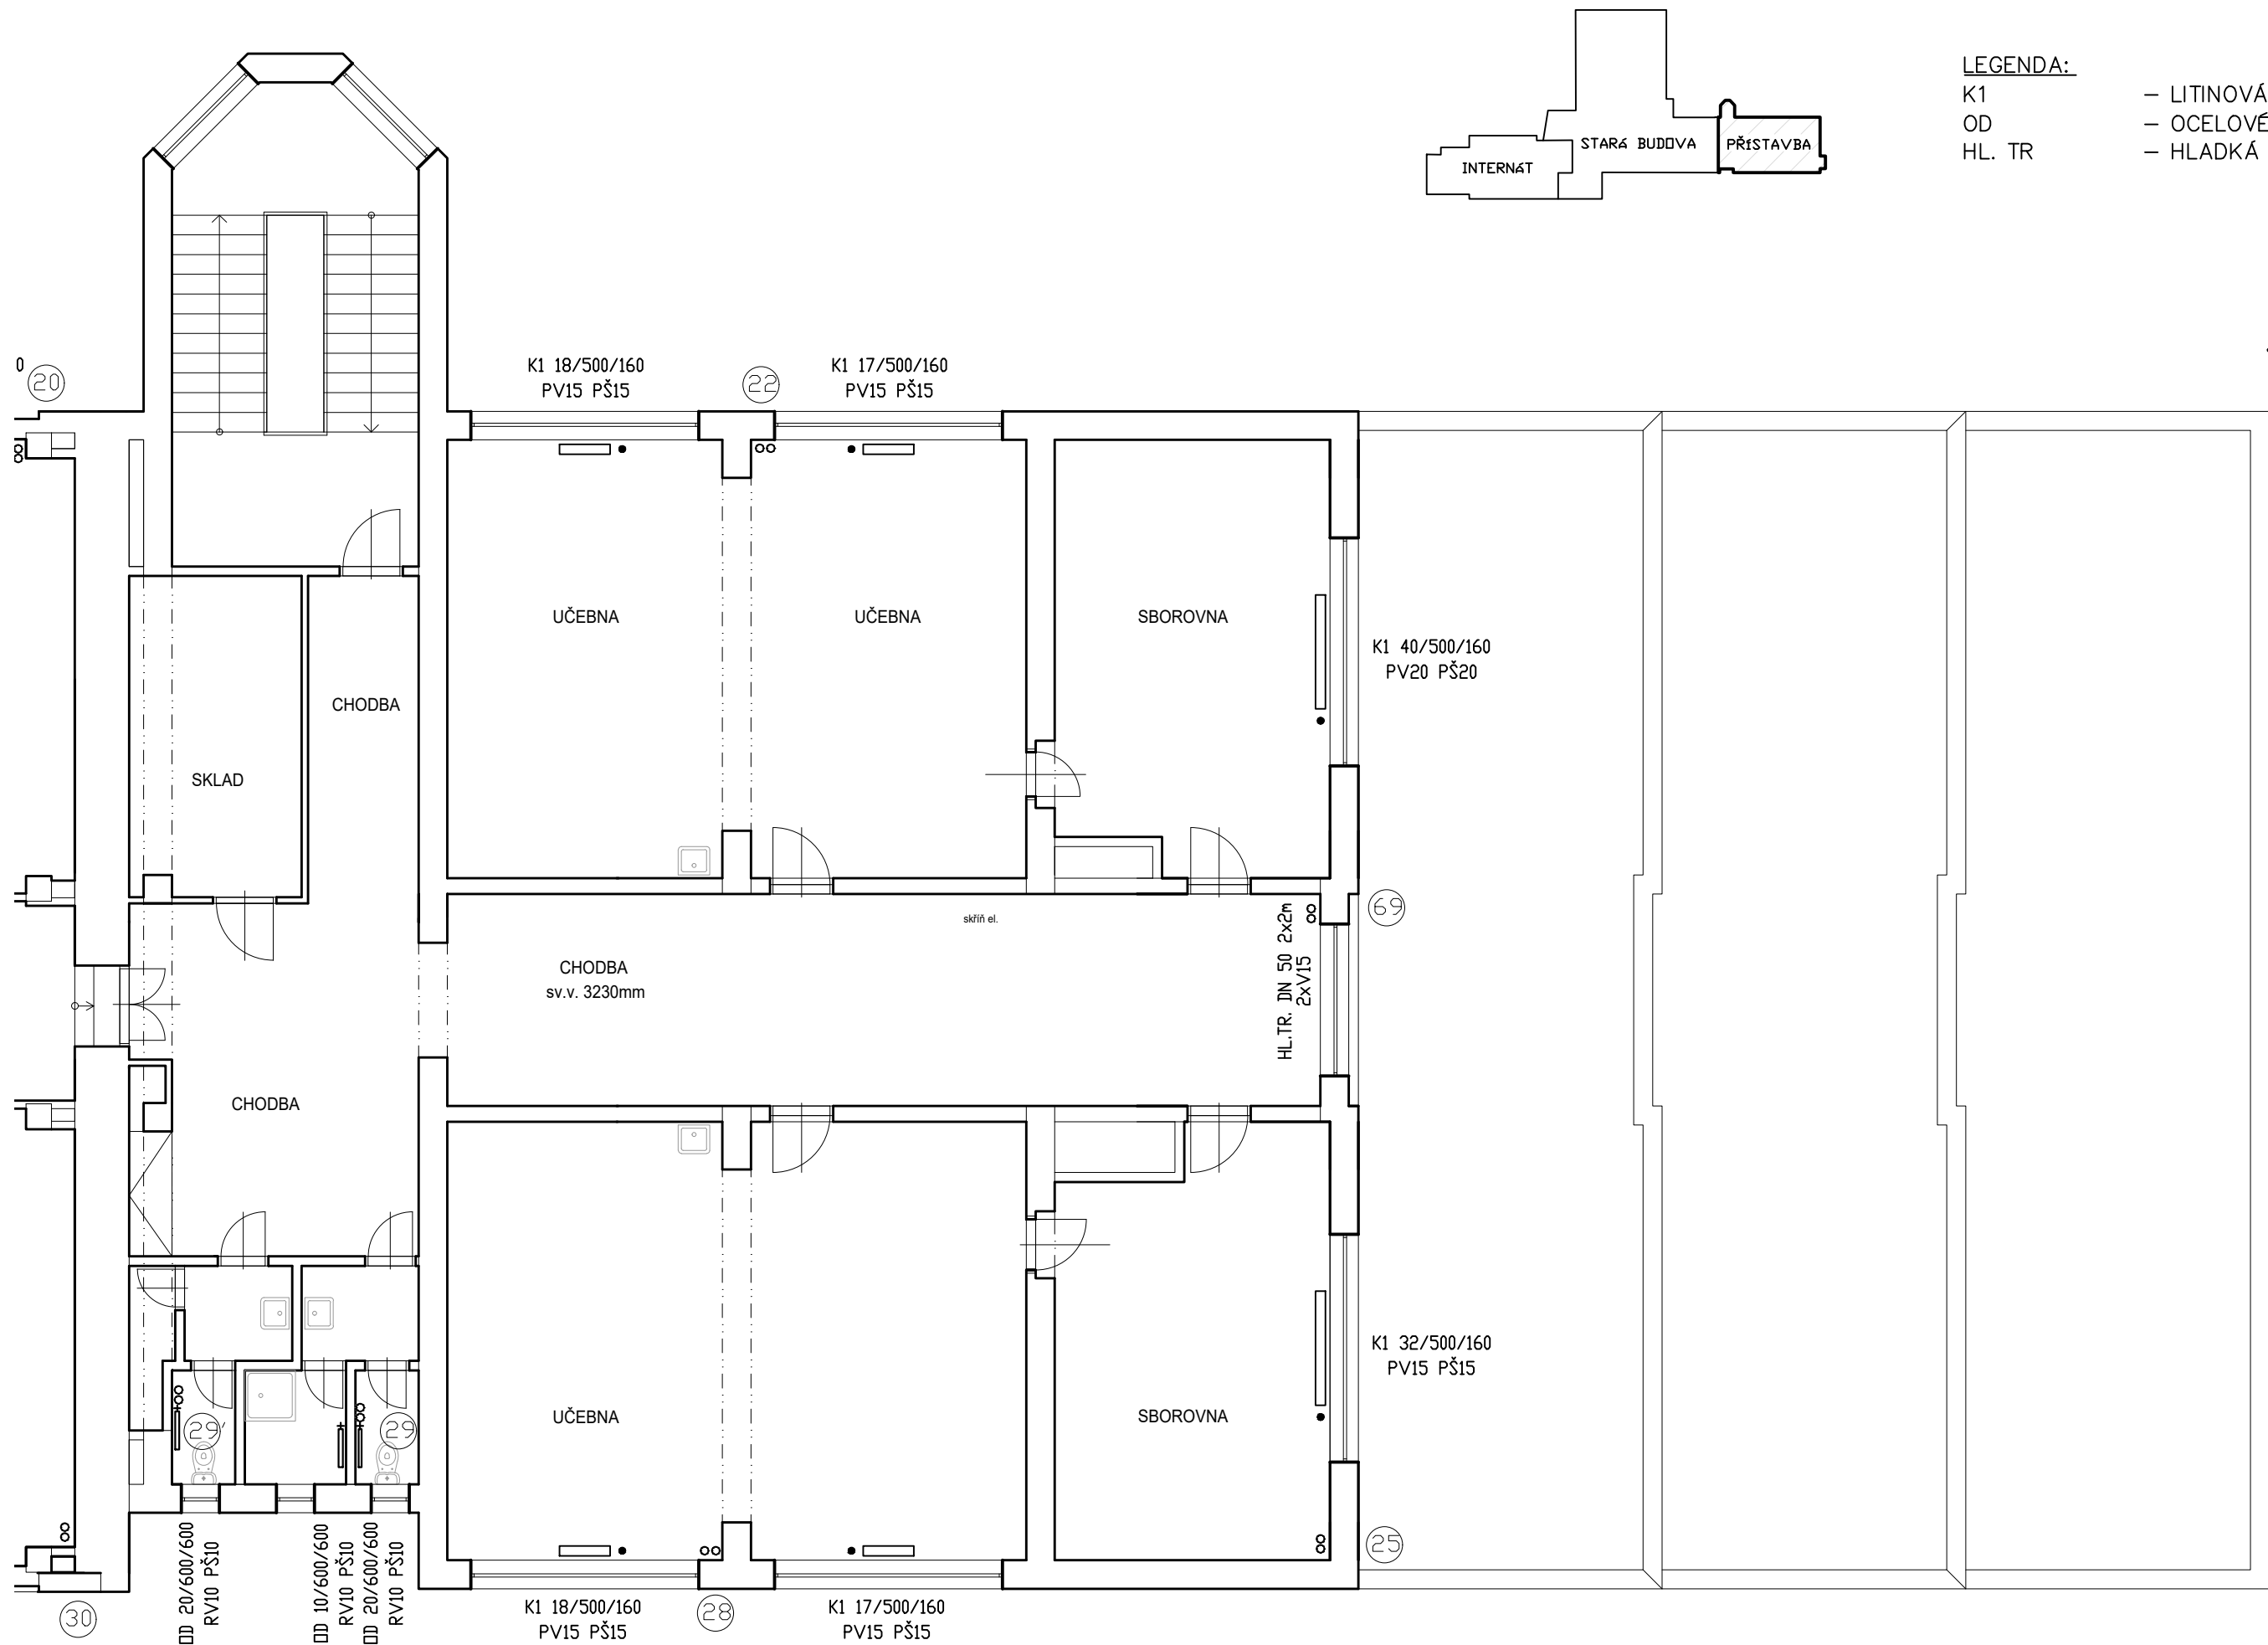 LEGENDA:
K1 – LITINOVÁ
OD – OCELOVÉ
HL. TR – HLADKÁ
STARá BUDOVA
PŘíSTAVBA
INTERNáT
0
20
K1 18/500/160
PV15 PŠ15
22
K1 17/500/160
PV15 PŠ15
UČEBNA
UČEBNA
SBOROVNA
K1 40/500/160
PV20 PŠ20
CHODBA
SKLAD
69
skříň el.
CHODBA
sv.v. 3230mm
HL.TR. DN 50 2x2m
2xV15
CHODBA
K1 32/500/160
PV15 PŠ15
UČEBNA
SBOROVNA
29'
29
25
OD 20/600/600
RV10 PŠ10
OD 10/600/600
RV10 PŠ10
OD 20/600/600
RV10 PŠ10
30
K1 18/500/160
PV15 PŠ15
28
K1 17/500/160
PV15 PŠ15